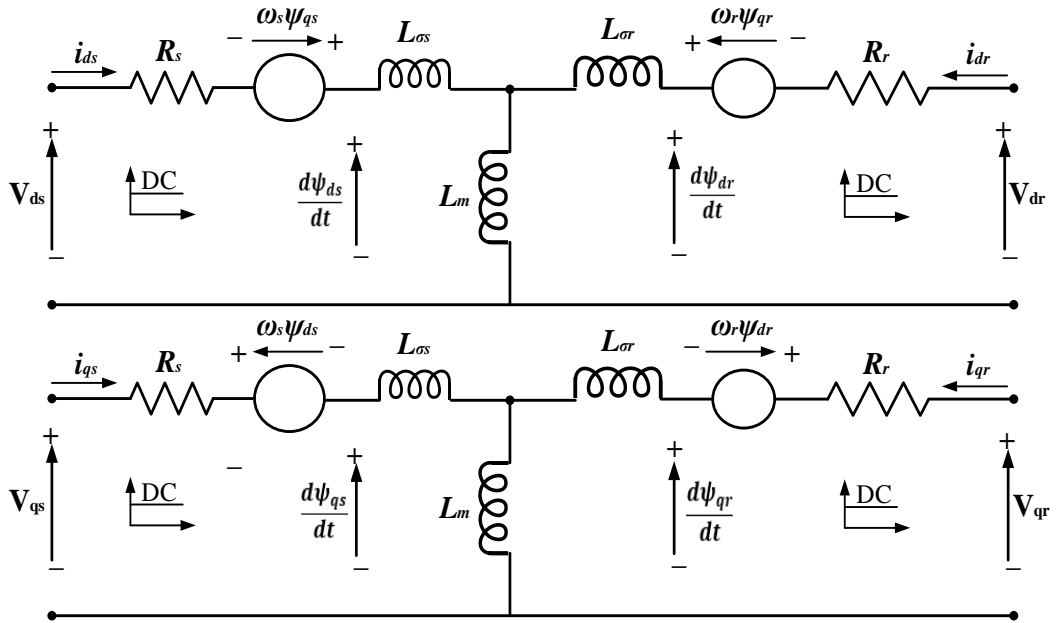 ωsψqs
ωrψqr
− + Lσs Lσr + −
ids Rs Rr idr
+ + + +
Vds DC dψds/dt Lm dψdr/dt DC Vdr
− − − −
ωsψds
ωrψdr
+ − Lσs Lσr − +
iqs Rs Rr iqr
+ + + +
−
Vqs DC dψqs/dt Lm dψqr/dt DC Vqr
− − − −